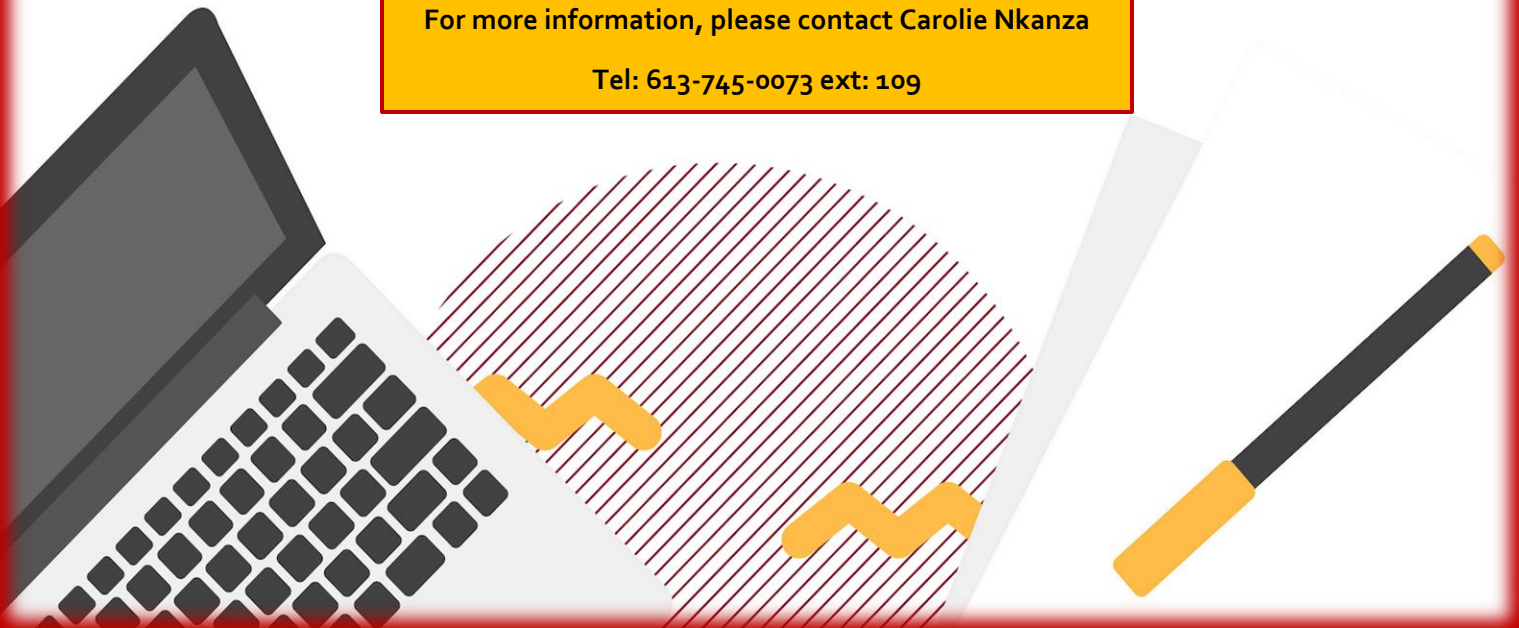 For more information, please contact Carolie Nkanza
Tel: 613-745-0073 ext: 109